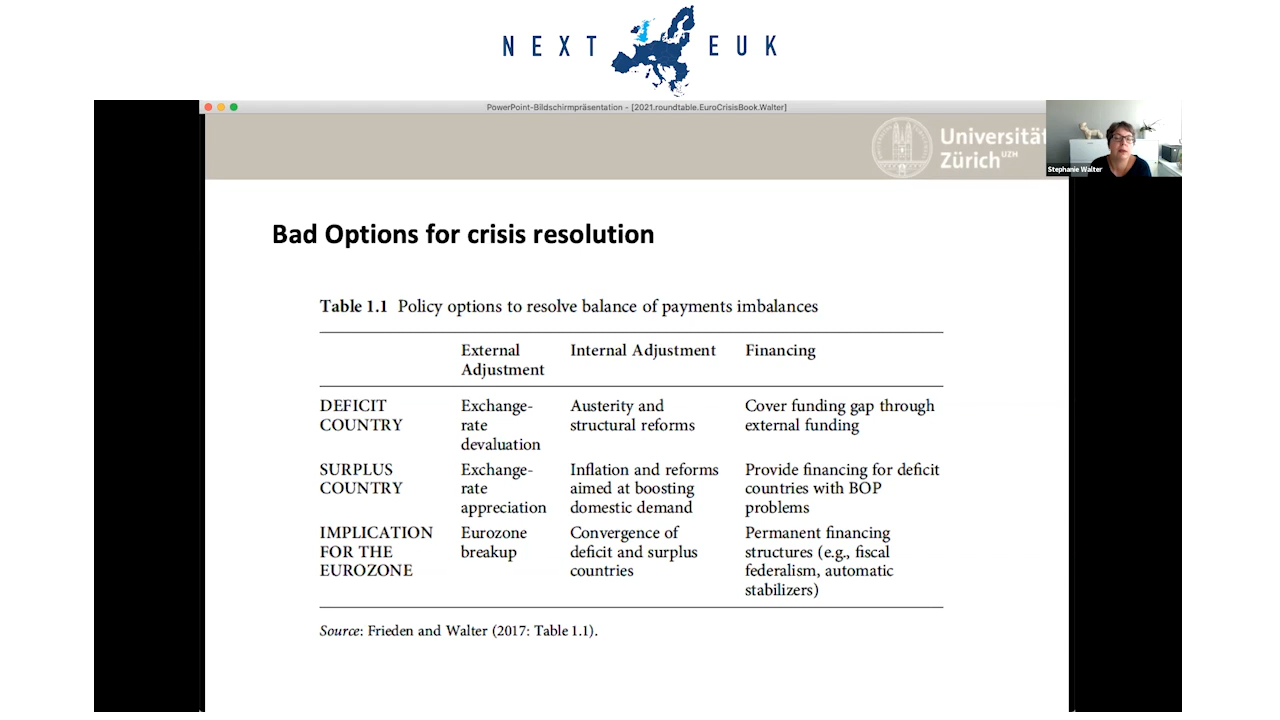 NEXT EUK
PowerPoint-Bildschirmpräsentation - [2021.roundtable.EuroCrisisBook.Walter]
Universität
Zürich UZH
Stephanie Walter
Bad Options for crisis resolution
Table 1.1 Policy options to resolve balance of payments imbalances
External Internal Adjustment Financing
Adjustment
DEFICIT Exchange- Austerity and Cover funding gap through
COUNTRY rate structural reforms external funding
devaluation
SURPLUS Exchange- Inflation and reforms Provide financing for deficit
COUNTRY rate aimed at boosting countries with BOP
appreciation domestic demand problems
IMPLICATION Eurozone Convergence of Permanent financing
FOR THE breakup deficit and surplus structures (e.g., fiscal
EUROZONE countries federalism, automatic
stabilizers)
Source: Frieden and Walter (2017: Table 1.1).